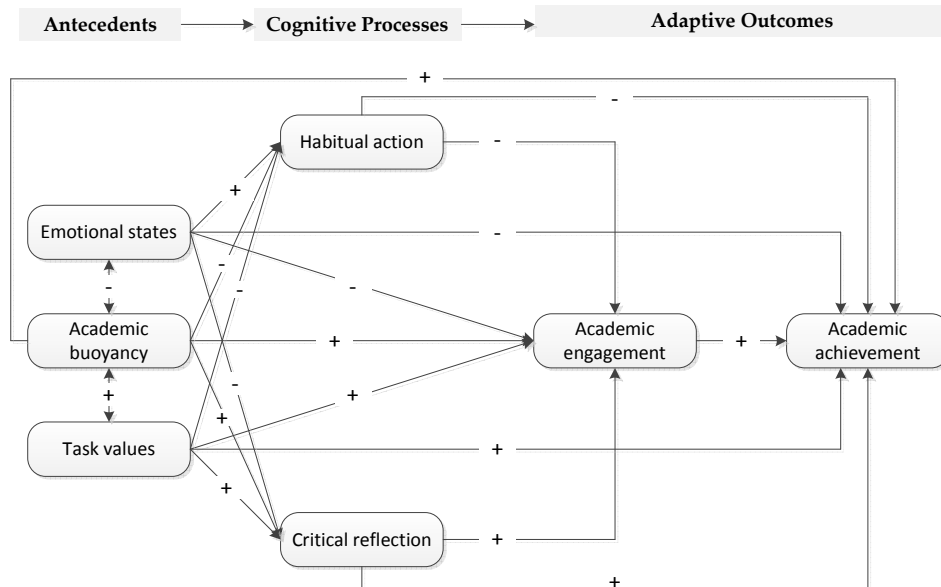 Antecedents
Cognitive Processes
Adaptive Outcomes
+
-
Habitual action
-
+
Emotional states
-
-
-
-
-
Academic
buoyancy
+
Academic
engagement
+
Academic
achievement
-
+
+
+
Task values
+
+
Critical reflection
+
+